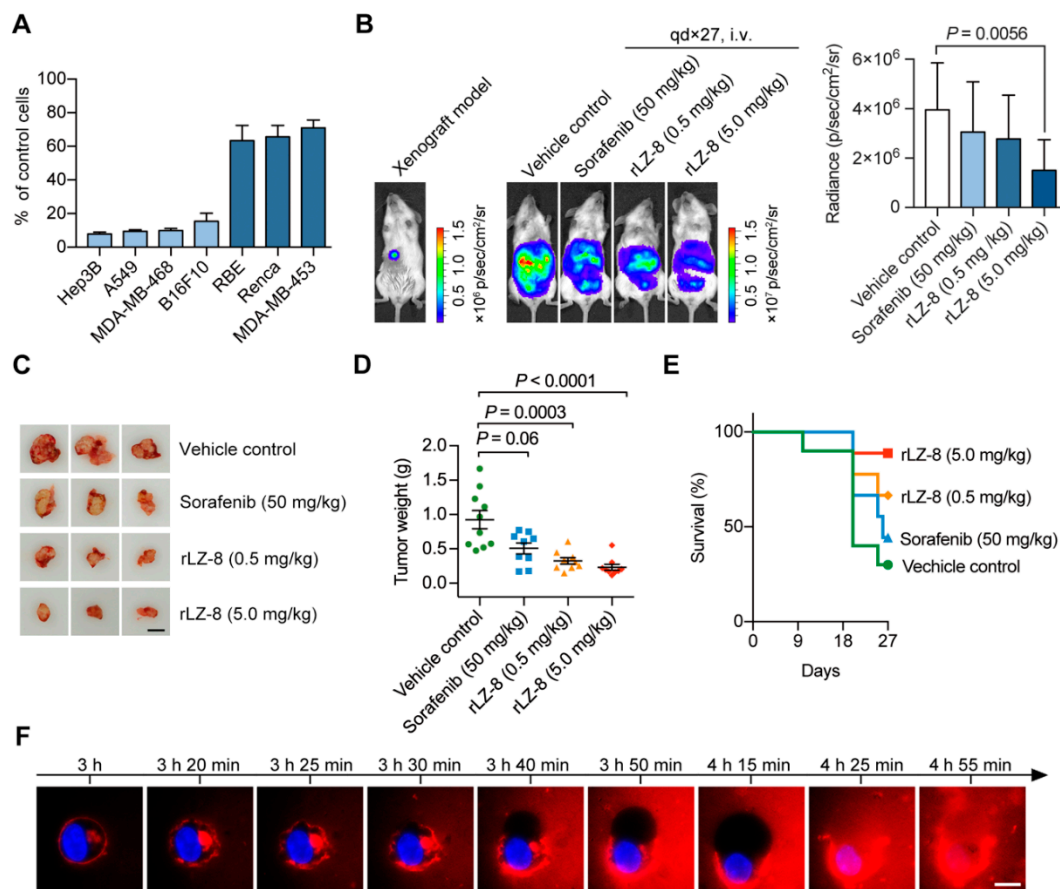 A
% of control cells
100
80
60
40
20
0
Hep3B
A549
MDA-MB-468
B16F10
RBE
Renca
MDA-MB-453
B
qd×27, i.v.
Xenograft model
Vehicle control
Sorafenib (50 mg/kg)
rLZ-8 (0.5 mg/kg)
rLZ-8 (5.0 mg/kg)
1.5
1.0
0.5
×10⁶ p/sec/cm²/sr
1.5
1.0
0.5
×10⁷ p/sec/cm²/sr
P = 0.0056
Radiance (p/sec/cm²/sr)
6×10⁶
4×10⁶
2×10⁶
0
Vehicle control
Sorafenib (50 mg/kg)
rLZ-8 (0.5 mg /kg)
rLZ-8 (5.0 mg/kg)
C
Vehicle control
Sorafenib (50 mg/kg)
rLZ-8 (0.5 mg/kg)
rLZ-8 (5.0 mg/kg)
D
P < 0.0001
P = 0.0003
P = 0.06
Tumor weight (g)
2.0
1.5
1.0
0.5
0.0
Vehicle control
Sorafenib (50 mg/kg)
rLZ-8 (0.5 mg/kg)
rLZ-8 (5.0 mg/kg)
E
Survival (%)
100
50
0
0 9 18 27
Days
rLZ-8 (5.0 mg/kg)
rLZ-8 (0.5 mg/kg)
Sorafenib (50 mg/kg)
Vechicle control
F
3 h 3 h 20 min 3 h 25 min 3 h 30 min 3 h 40 min 3 h 50 min 4 h 15 min 4 h 25 min 4 h 55 min